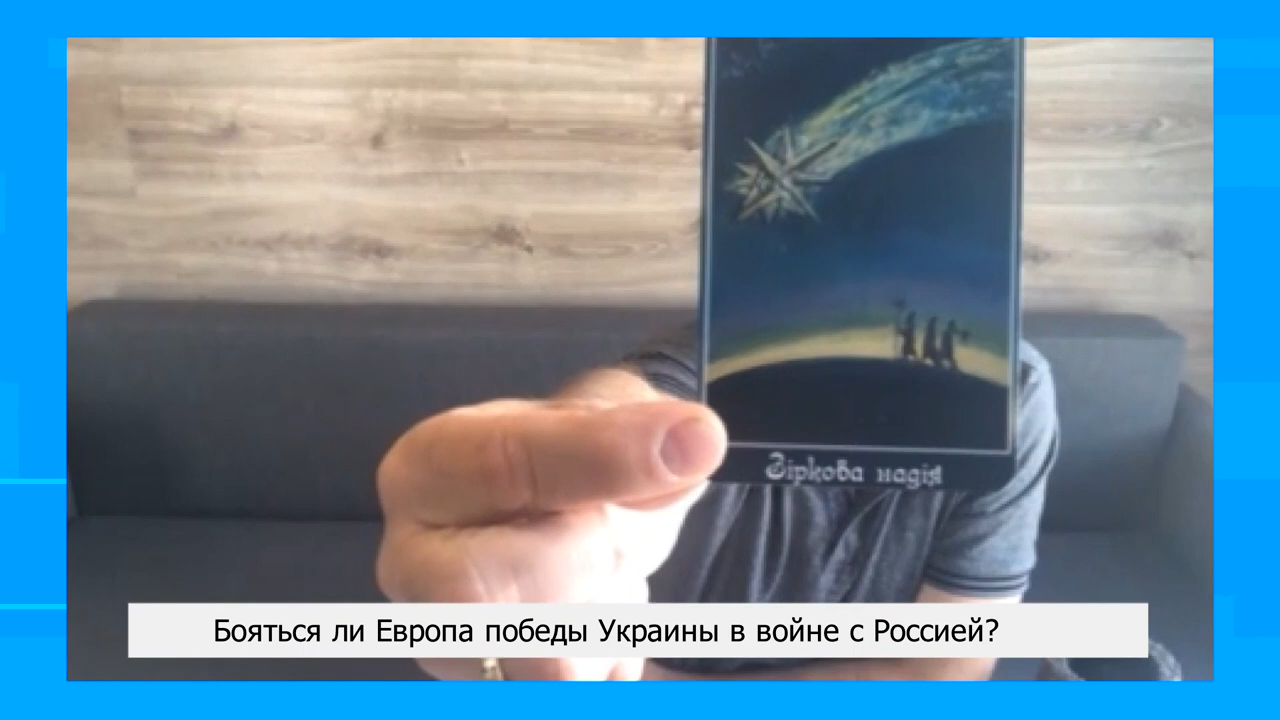 Зіркова надія
Бояться ли Европа победы Украины в войне с Россией?